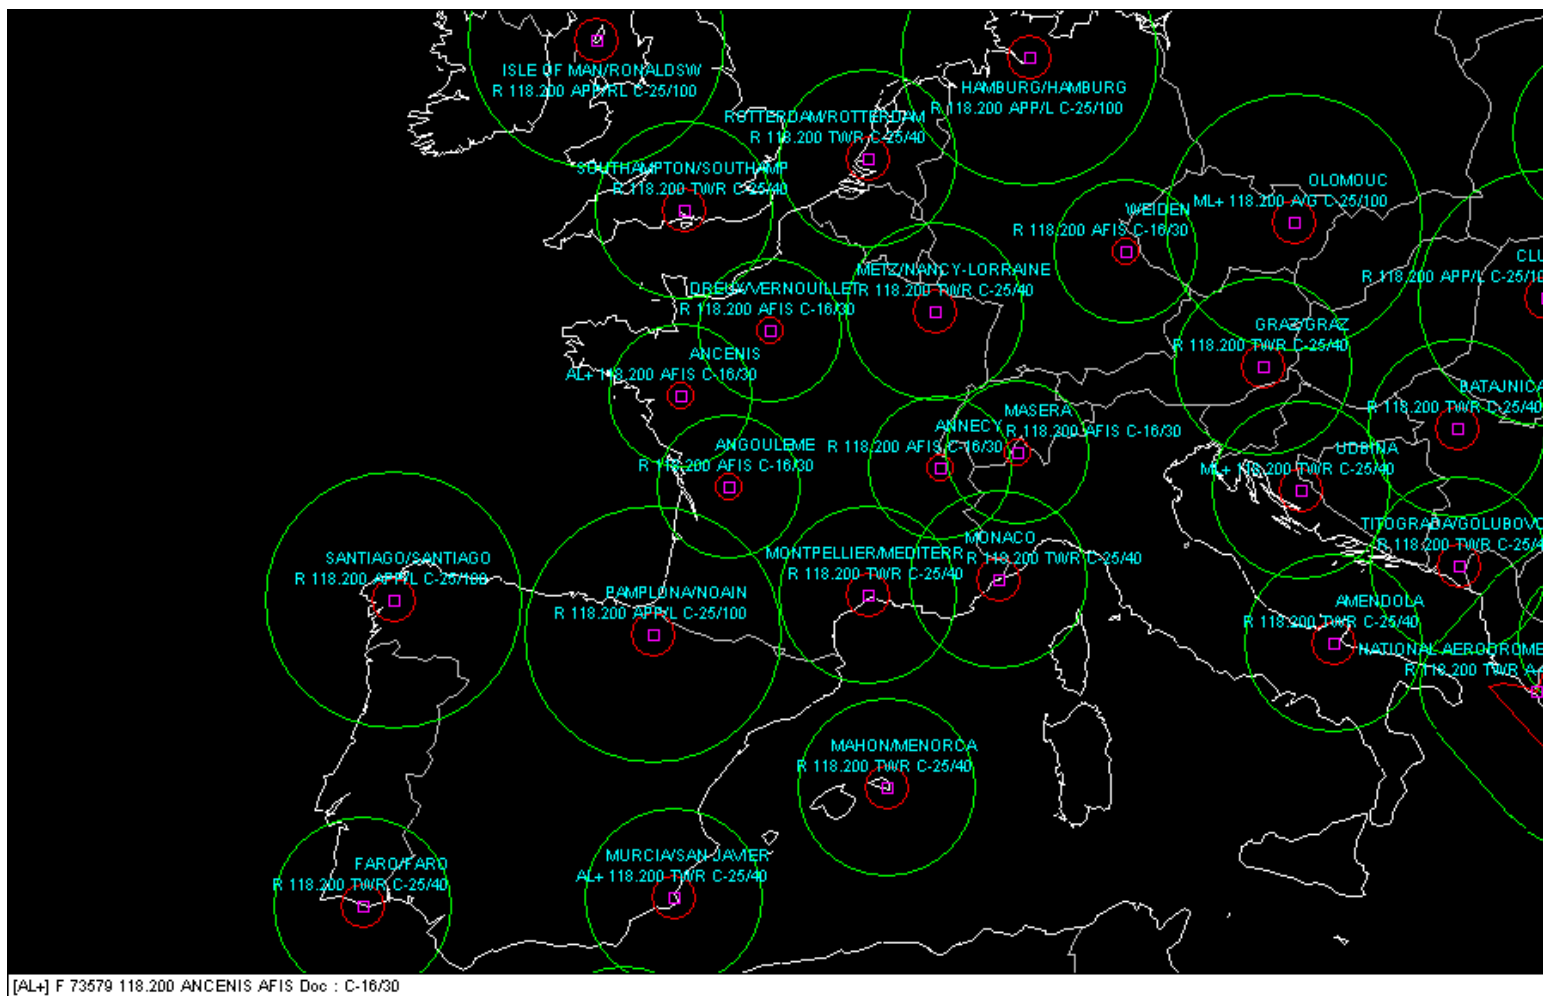 ISLE OF MAN/RONALDSW
R 118.200 APP/RL C-25/100
HAMBURG/HAMBURG
R 118.200 APP/L C-25/100
ROTTERDAM/ROTTERDAM
R 118.200 TWR C-25/40
SOUTHAMPTON/SOUTHAMP
R 118.200 TWR C-25/40
OLOMOUC
ML+ 118.200 A/G C-25/100
WEIDEN
R 118.200 AFIS C-16/30
METZ/NANCY-LORRAINE
R 118.200 TWR C-25/40
DREUX/VERNOUILLET
R 118.200 AFIS C-16/30
CLU
R 118.200 APP/L C-25/10
GRAZ/GRAZ
R 118.200 TWR C-25/40
ANCENIS
AL+ 118.200 AFIS C-16/30
BATAJNICA
R 118.200 TWR C-25/40
MASERA
R 118.200 AFIS C-16/30
ANNECY
R 118.200 AFIS C-16/30
ANGOULEME
R 118.200 AFIS C-16/30
UDBINA
ML+ 118.200 TWR C-25/40
TITOGRADA/GOLUBOVC
R 118.200 TWR C-25/40
MONACO
R 118.200 TWR C-25/40
MONTPELLIER/MEDITERR
R 118.200 TWR C-25/40
SANTIAGO/SANTIAGO
R 118.200 APP/L C-25/100
PAMPLONA/NOAIN
R 118.200 APP/L C-25/100
AMENDOLA
R 118.200 TWR C-25/40
NATIONAL AERODROME
R 118.200 TWR A-
MAHON/MENORCA
R 118.200 TWR C-25/40
MURCIA/SAN JAVIER
AL+ 118.200 TWR C-25/40
FARO/FARO
R 118.200 TWR C-25/40
[AL+] F 73579 118.200 ANCENIS AFIS Doc : C-16/30